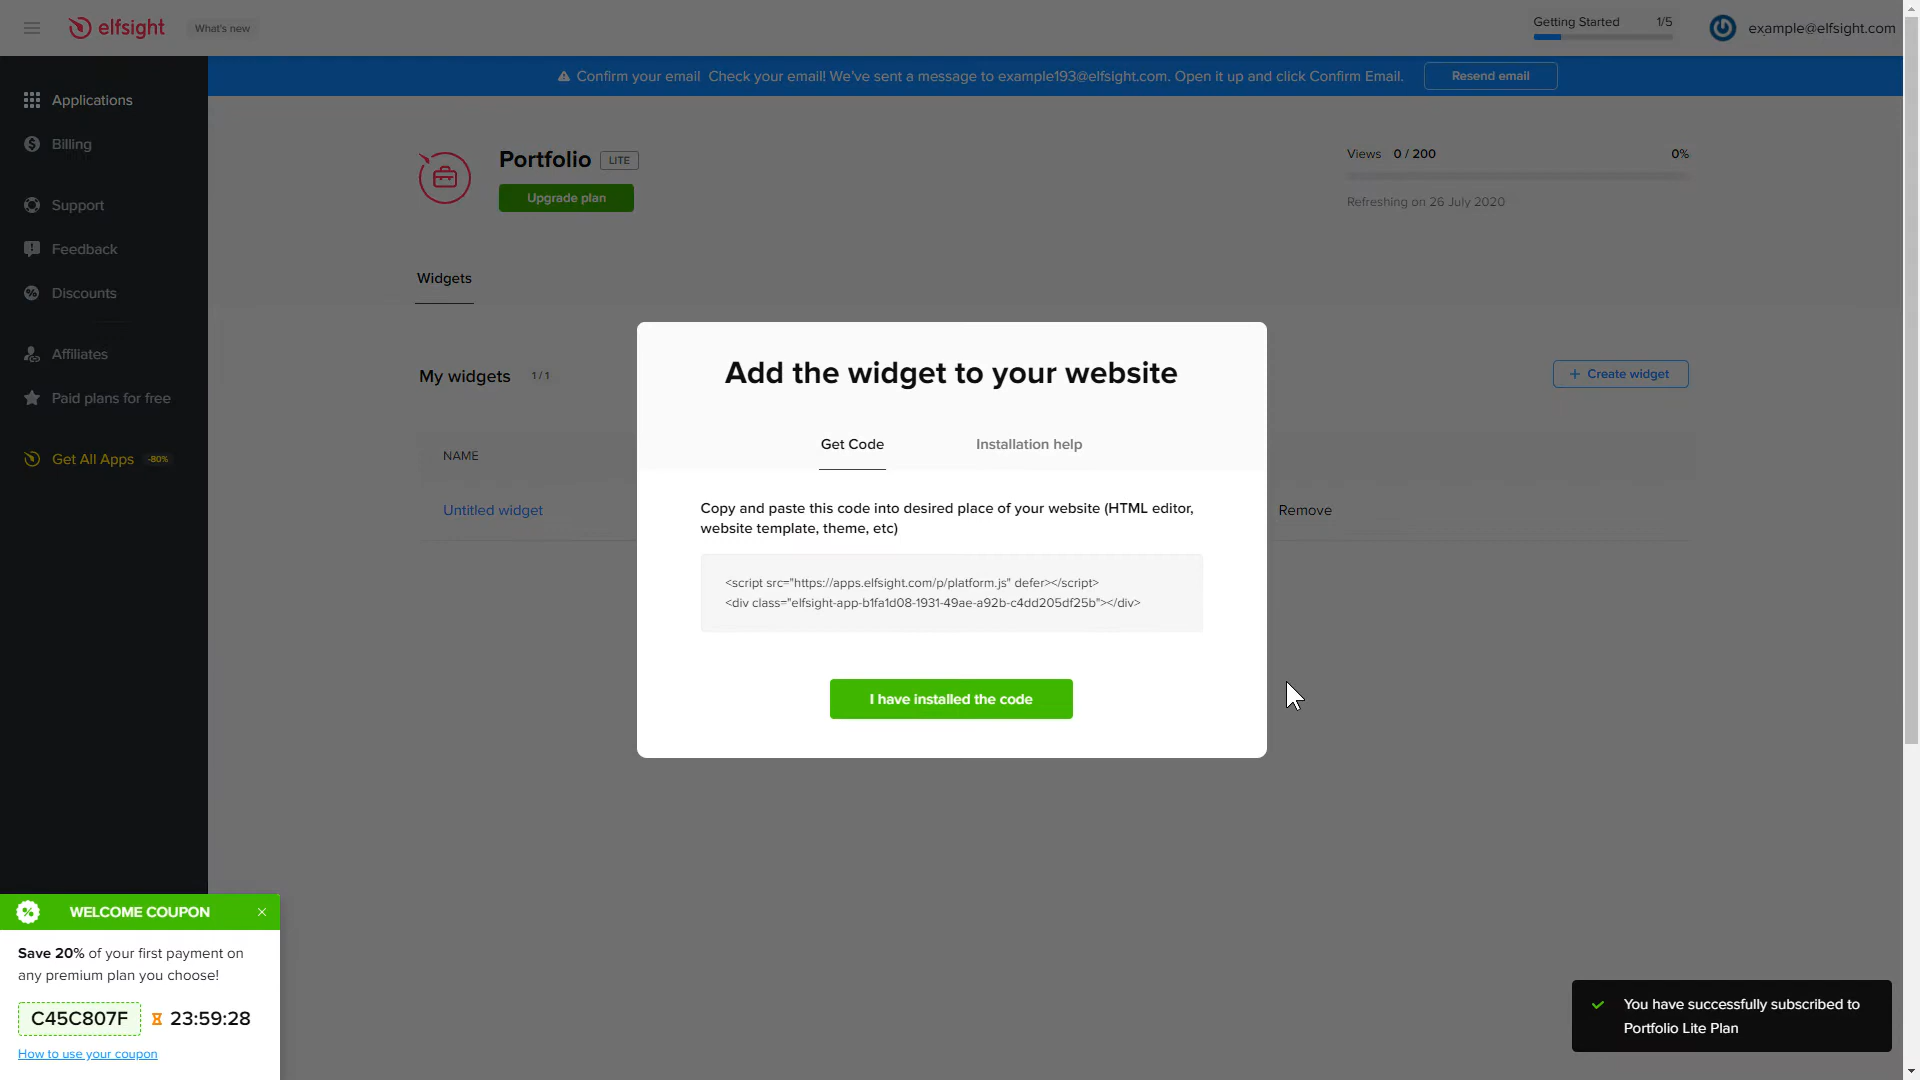 elfsight
What's new
Getting Started 1/5
example@elfsight.com
Confirm your email Check your email! We've sent a message to example193@elfsight.com. Open it up and click Confirm Email.
Resend email
Applications
Billing
Support
Feedback
Discounts
Affiliates
Paid plans for free
Get All Apps -80%
Portfolio LITE
Upgrade plan
Views 0 / 200 0%
Refreshing on 26 July 2020
Widgets
My widgets 1/1
+ Create widget
NAME
Untitled widget
Remove
Add the widget to your website
Get Code
Installation help
Copy and paste this code into desired place of your website (HTML editor,
website template, theme, etc)
<script src="https://apps.elfsight.com/p/platform.js" defer></script>
<div class="elfsight-app-b1fa1d08-1931-49ae-a92b-c4dd205df25b"></div>
I have installed the code
WELCOME COUPON
Save 20% of your first payment on
any premium plan you choose!
C45C807F 23:59:28
How to use your coupon
You have successfully subscribed to
Portfolio Lite Plan